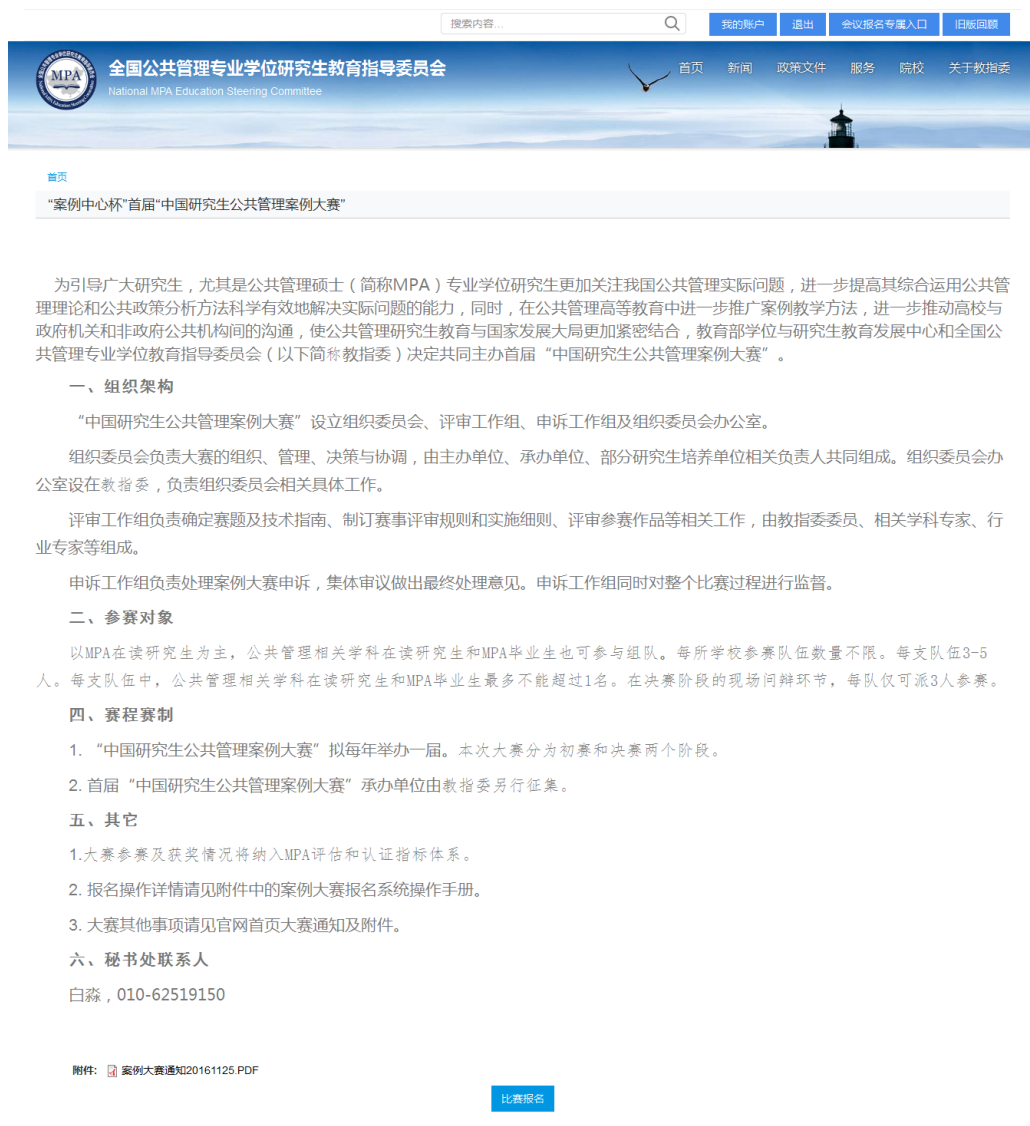 搜索内容...
我的账户 退出 会议报名专属入口 旧版回顾
MPA
全国公共管理专业学位研究生教育指导委员会
National MPA Education Steering Committee
首页 新闻 政策文件 服务 院校 关于教指委
首页
“案例中心杯”首届“中国研究生公共管理案例大赛”
为引导广大研究生，尤其是公共管理硕士（简称MPA）专业学位研究生更加关注我国公共管理实际问题，进一步提高其综合运用公共管
理理论和公共政策分析方法科学有效地解决实际问题的能力，同时，在公共管理高等教育中进一步推广案例教学方法，进一步推动高校与
政府机关和非政府公共机构间的沟通，使公共管理研究生教育与国家发展大局更加紧密结合，教育部学位与研究生教育发展中心和全国公
共管理专业学位教育指导委员会（以下简称教指委）决定共同主办首届“中国研究生公共管理案例大赛”。
一、组织架构
“中国研究生公共管理案例大赛”设立组织委员会、评审工作组、申诉工作组及组织委员会办公室。
组织委员会负责大赛的组织、管理、决策与协调，由主办单位、承办单位、部分研究生培养单位相关负责人共同组成。组织委员会办
公室设在教指委，负责组织委员会相关具体工作。
评审工作组负责确定赛题及技术指南、制订赛事评审规则和实施细则、评审参赛作品等相关工作，由教指委委员、相关学科专家、行
业专家等组成。
申诉工作组负责处理案例大赛申诉，集体审议做出最终处理意见。申诉工作组同时对整个比赛过程进行监督。
二、参赛对象
以MPA在读研究生为主，公共管理相关学科在读研究生和MPA毕业生也可参与组队。每所学校参赛队伍数量不限。每支队伍3-5
人。每支队伍中，公共管理相关学科在读研究生和MPA毕业生最多不能超过1名。在决赛阶段的现场问辩环节，每队仅可派3人参赛。
四、赛程赛制
1. “中国研究生公共管理案例大赛”拟每年举办一届。本次大赛分为初赛和决赛两个阶段。
2. 首届“中国研究生公共管理案例大赛”承办单位由教指委另行征集。
五、其它
1.大赛参赛及获奖情况将纳入MPA评估和认证指标体系。
2. 报名操作详情请见附件中的案例大赛报名系统操作手册。
3. 大赛其他事项请见官网首页大赛通知及附件。
六、秘书处联系人
白淼，010-62519150
附件: 案例大赛通知20161125.PDF
比赛报名